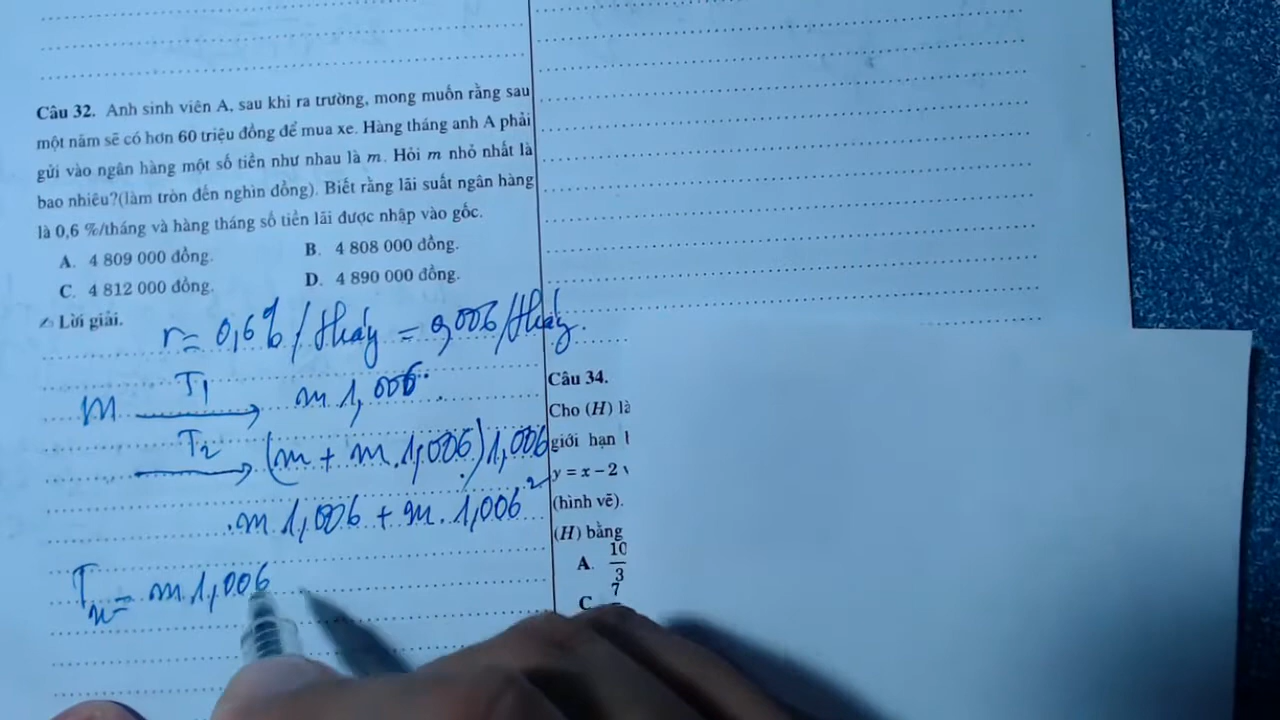 Câu 32. Anh sinh viên A, sau khi ra trường, mong muốn rằng sau
một năm sẽ có hơn 60 triệu đồng để mua xe. Hàng tháng anh A phải
gửi vào ngân hàng một số tiền như nhau là m. Hỏi m nhỏ nhất là
bao nhiêu?(làm tròn đến nghìn đồng). Biết rằng lãi suất ngân hàng
là 0,6 %/tháng và hàng tháng số tiền lãi được nhập vào gốc.
A. 4 809 000 đồng. B. 4 808 000 đồng.
C. 4 812 000 đồng. D. 4 890 000 đồng.
Lời giải.
r = 0,6% / tháng = 0,006 / tháng.
m T1 → m 1,006.
T2 → (m + m.1,006) 1,006
m 1,006 + m. 1,006²
Tn = m 1,006
Câu 34.
Cho (H) là
giới hạn
y = x − 2
(hình vẽ).
(H) bằng
A. 10/3
C. 7